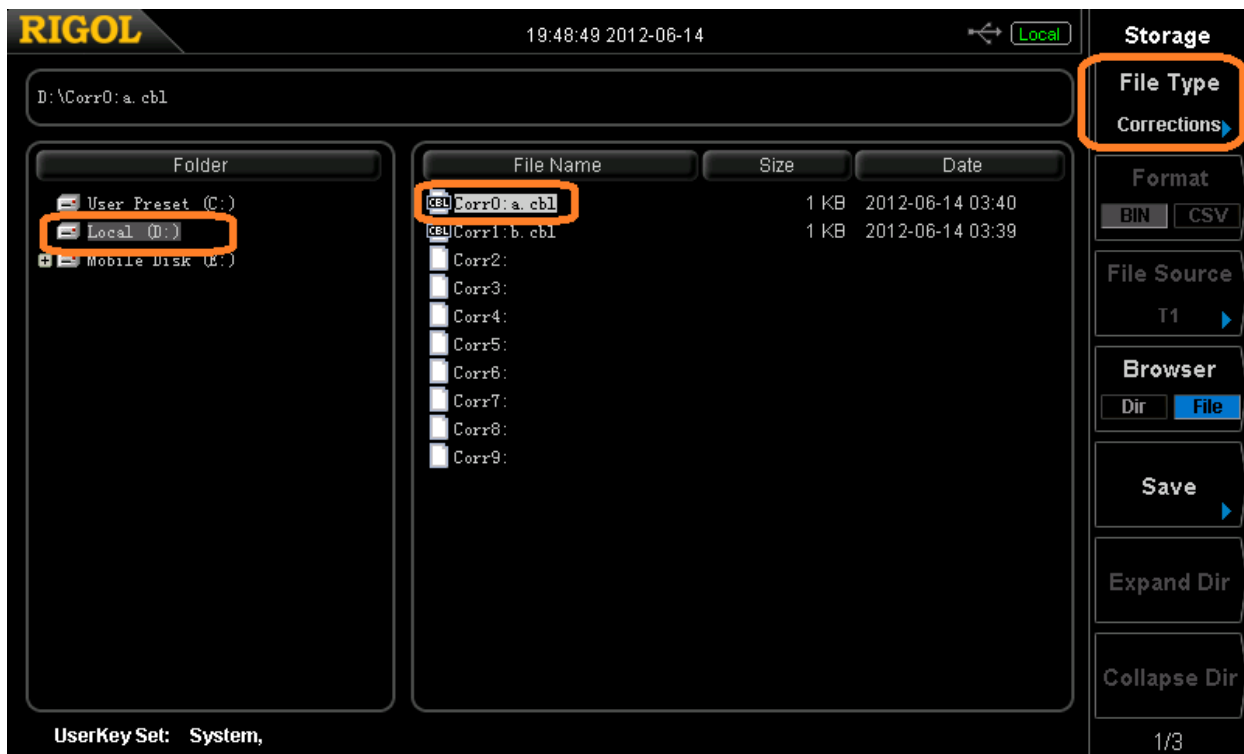 RIGOL
19:48:49 2012-06-14
Local
Storage
D:\Corr0:a.cbl
File Type
Corrections
Folder
File Name
Size
Date
User Preset (C:)
Local (D:)
Mobile Disk (E:)
CBL Corr0:a.cbl 1 KB 2012-06-14 03:40
CBL Corr1:b.cbl 1 KB 2012-06-14 03:39
Corr2:
Corr3:
Corr4:
Corr5:
Corr6:
Corr7:
Corr8:
Corr9:
Format
BIN CSV
File Source
T1
Browser
Dir File
Save
Expand Dir
Collapse Dir
UserKey Set: System,
1/3